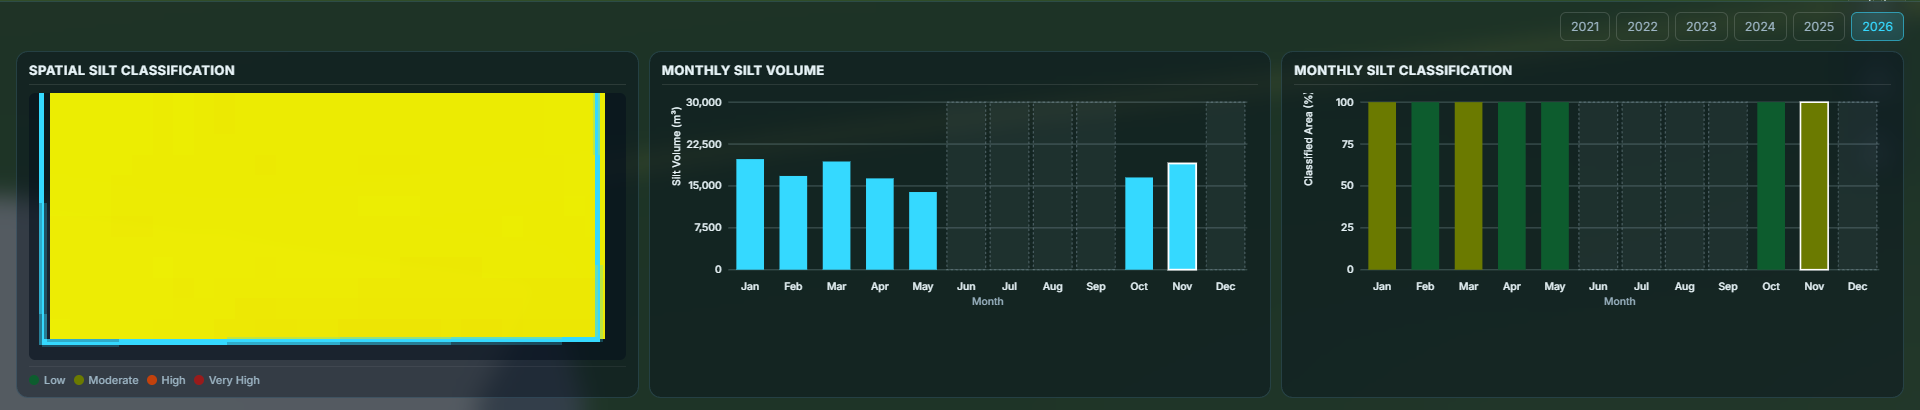 2021 2022 2023 2024 2025 2026
SPATIAL SILT CLASSIFICATION
Low Moderate High Very High
MONTHLY SILT VOLUME
Silt Volume (m³)
30,000
22,500
15,000
7,500
0
Jan Feb Mar Apr May Jun Jul Aug Sep Oct Nov Dec
Month
MONTHLY SILT CLASSIFICATION
Classified Area (%)
100
75
50
25
0
Jan Feb Mar Apr May Jun Jul Aug Sep Oct Nov Dec
Month